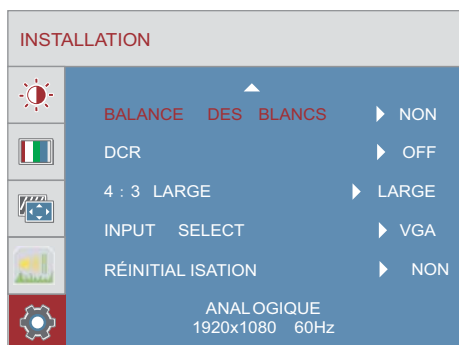 INSTALLATION
BALANCE DES BLANCS NON
DCR OFF
4 : 3 LARGE LARGE
INPUT SELECT VGA
RÉINITIAL ISATION NON
ANALOGIQUE
1920x1080 60Hz